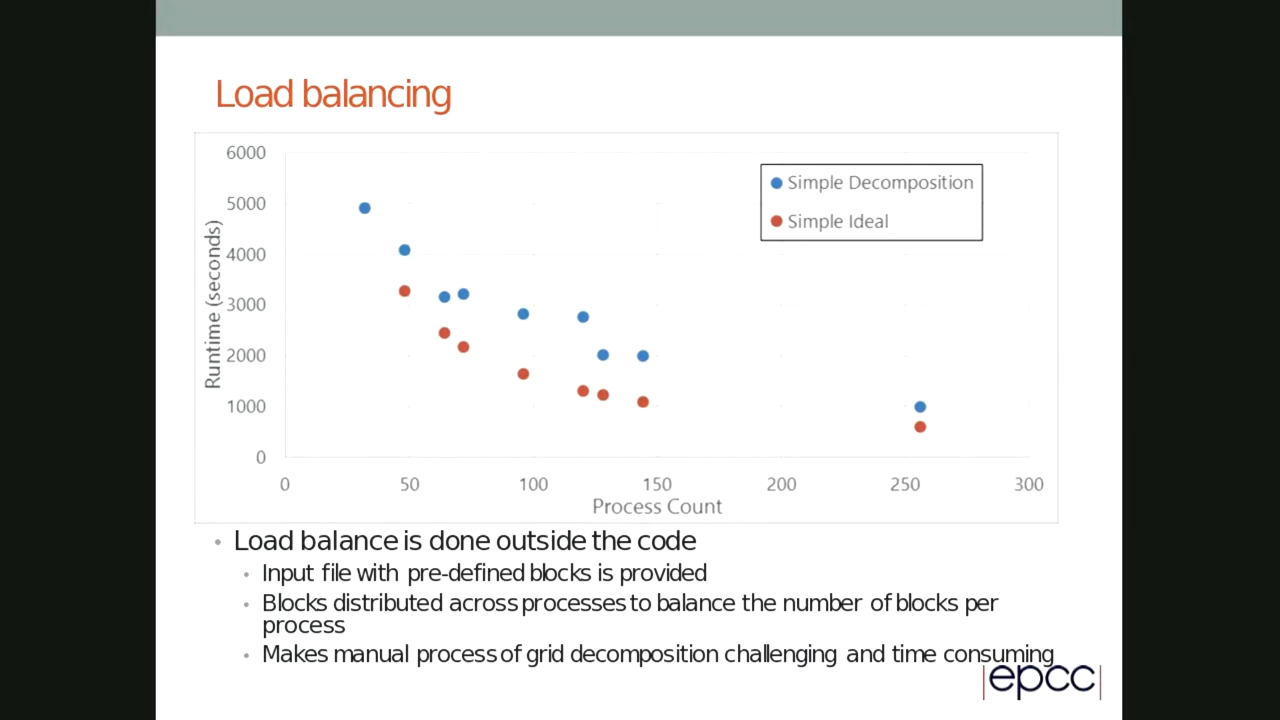 Load balancing
6000
5000
4000
3000
2000
1000
0
Runtime (seconds)
Simple Decomposition
Simple Ideal
0 50 100 150 200 250 300
Process Count
• Load balance is done outside the code
• Input file with pre-defined blocks is provided
• Blocks distributed across processes to balance the number of blocks per
process
• Makes manual process of grid decomposition challenging and time consuming
|epcc|